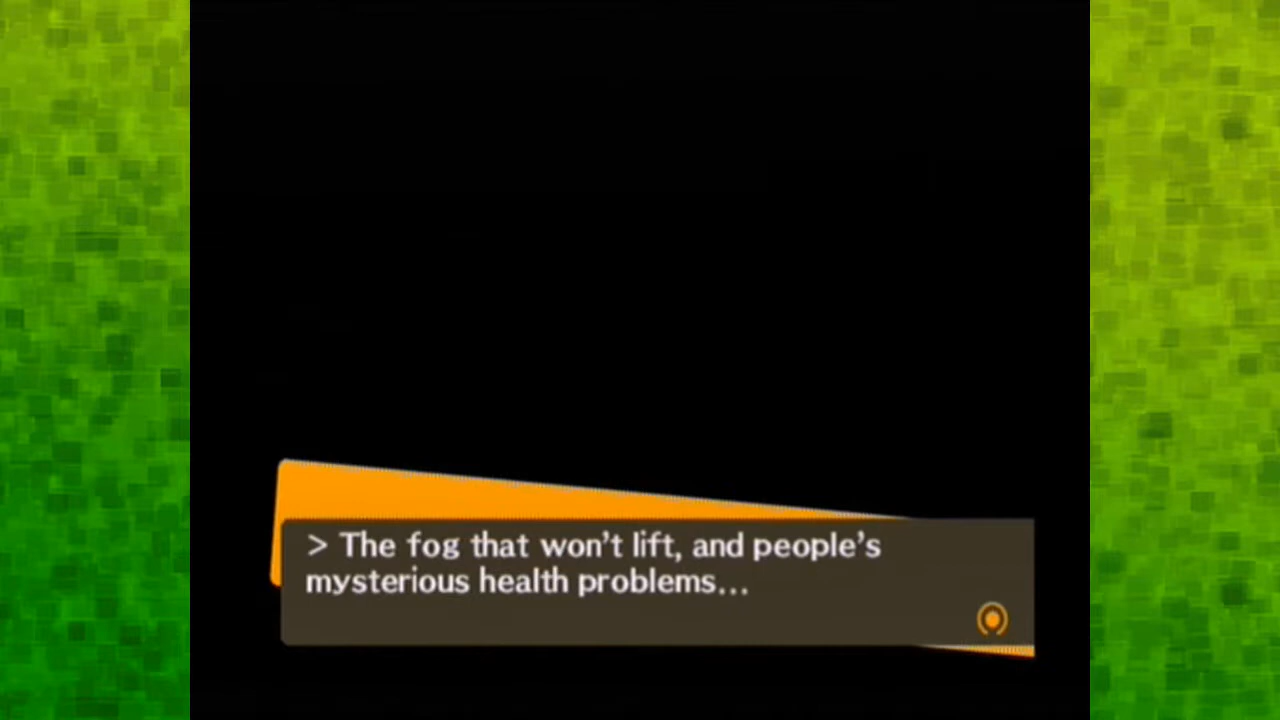 > The fog that won't lift, and people's
mysterious health problems...